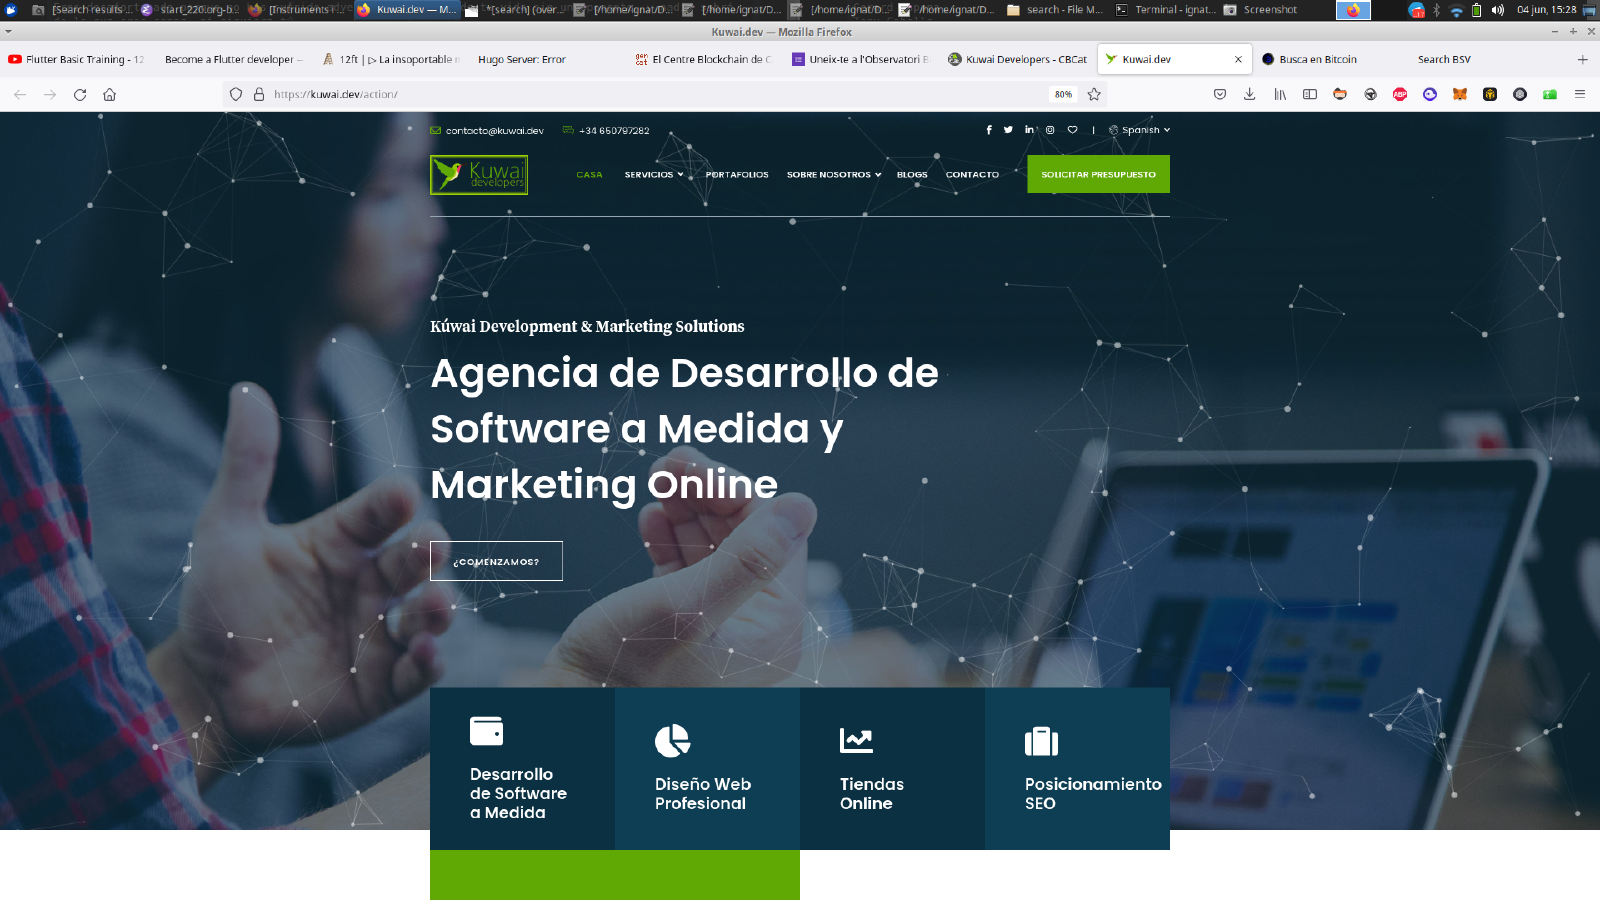 [Search results ...
start_220.org-b...
[Instruments i...
Kuwai.dev — M...
*[search] (over...
[/home/ignat/D...
[/home/ignat/D...
[/home/ignat/D...
*/home/ignat/D...
search - File M...
Terminal - ignat...
Screenshot
04 jun, 15:28
Kuwai.dev — Mozilla Firefox
Flutter Basic Training - 12
Become a Flutter developer –
12ft | ▷ La insoportable
Hugo Server: Error
El Centre Blockchain de C
Uneix-te a l'Observatori B
Kuwai Developers - CBCat
Kuwai.dev
Busca en Bitcoin
Search BSV
https://kuwai.dev/action/
80%
ABP
contacto@kuwai.dev
+34 650797282
Spanish
Kuwai
developers
CASA
SERVICIOS
PORTAFOLIOS
SOBRE NOSOTROS
BLOGS
CONTACTO
SOLICITAR PRESUPUESTO
Kúwai Development & Marketing Solutions
Agencia de Desarrollo de
Software a Medida y
Marketing Online
¿COMENZAMOS?
Desarrollo
de Software
a Medida
Diseño Web
Profesional
Tiendas
Online
Posicionamiento
SEO